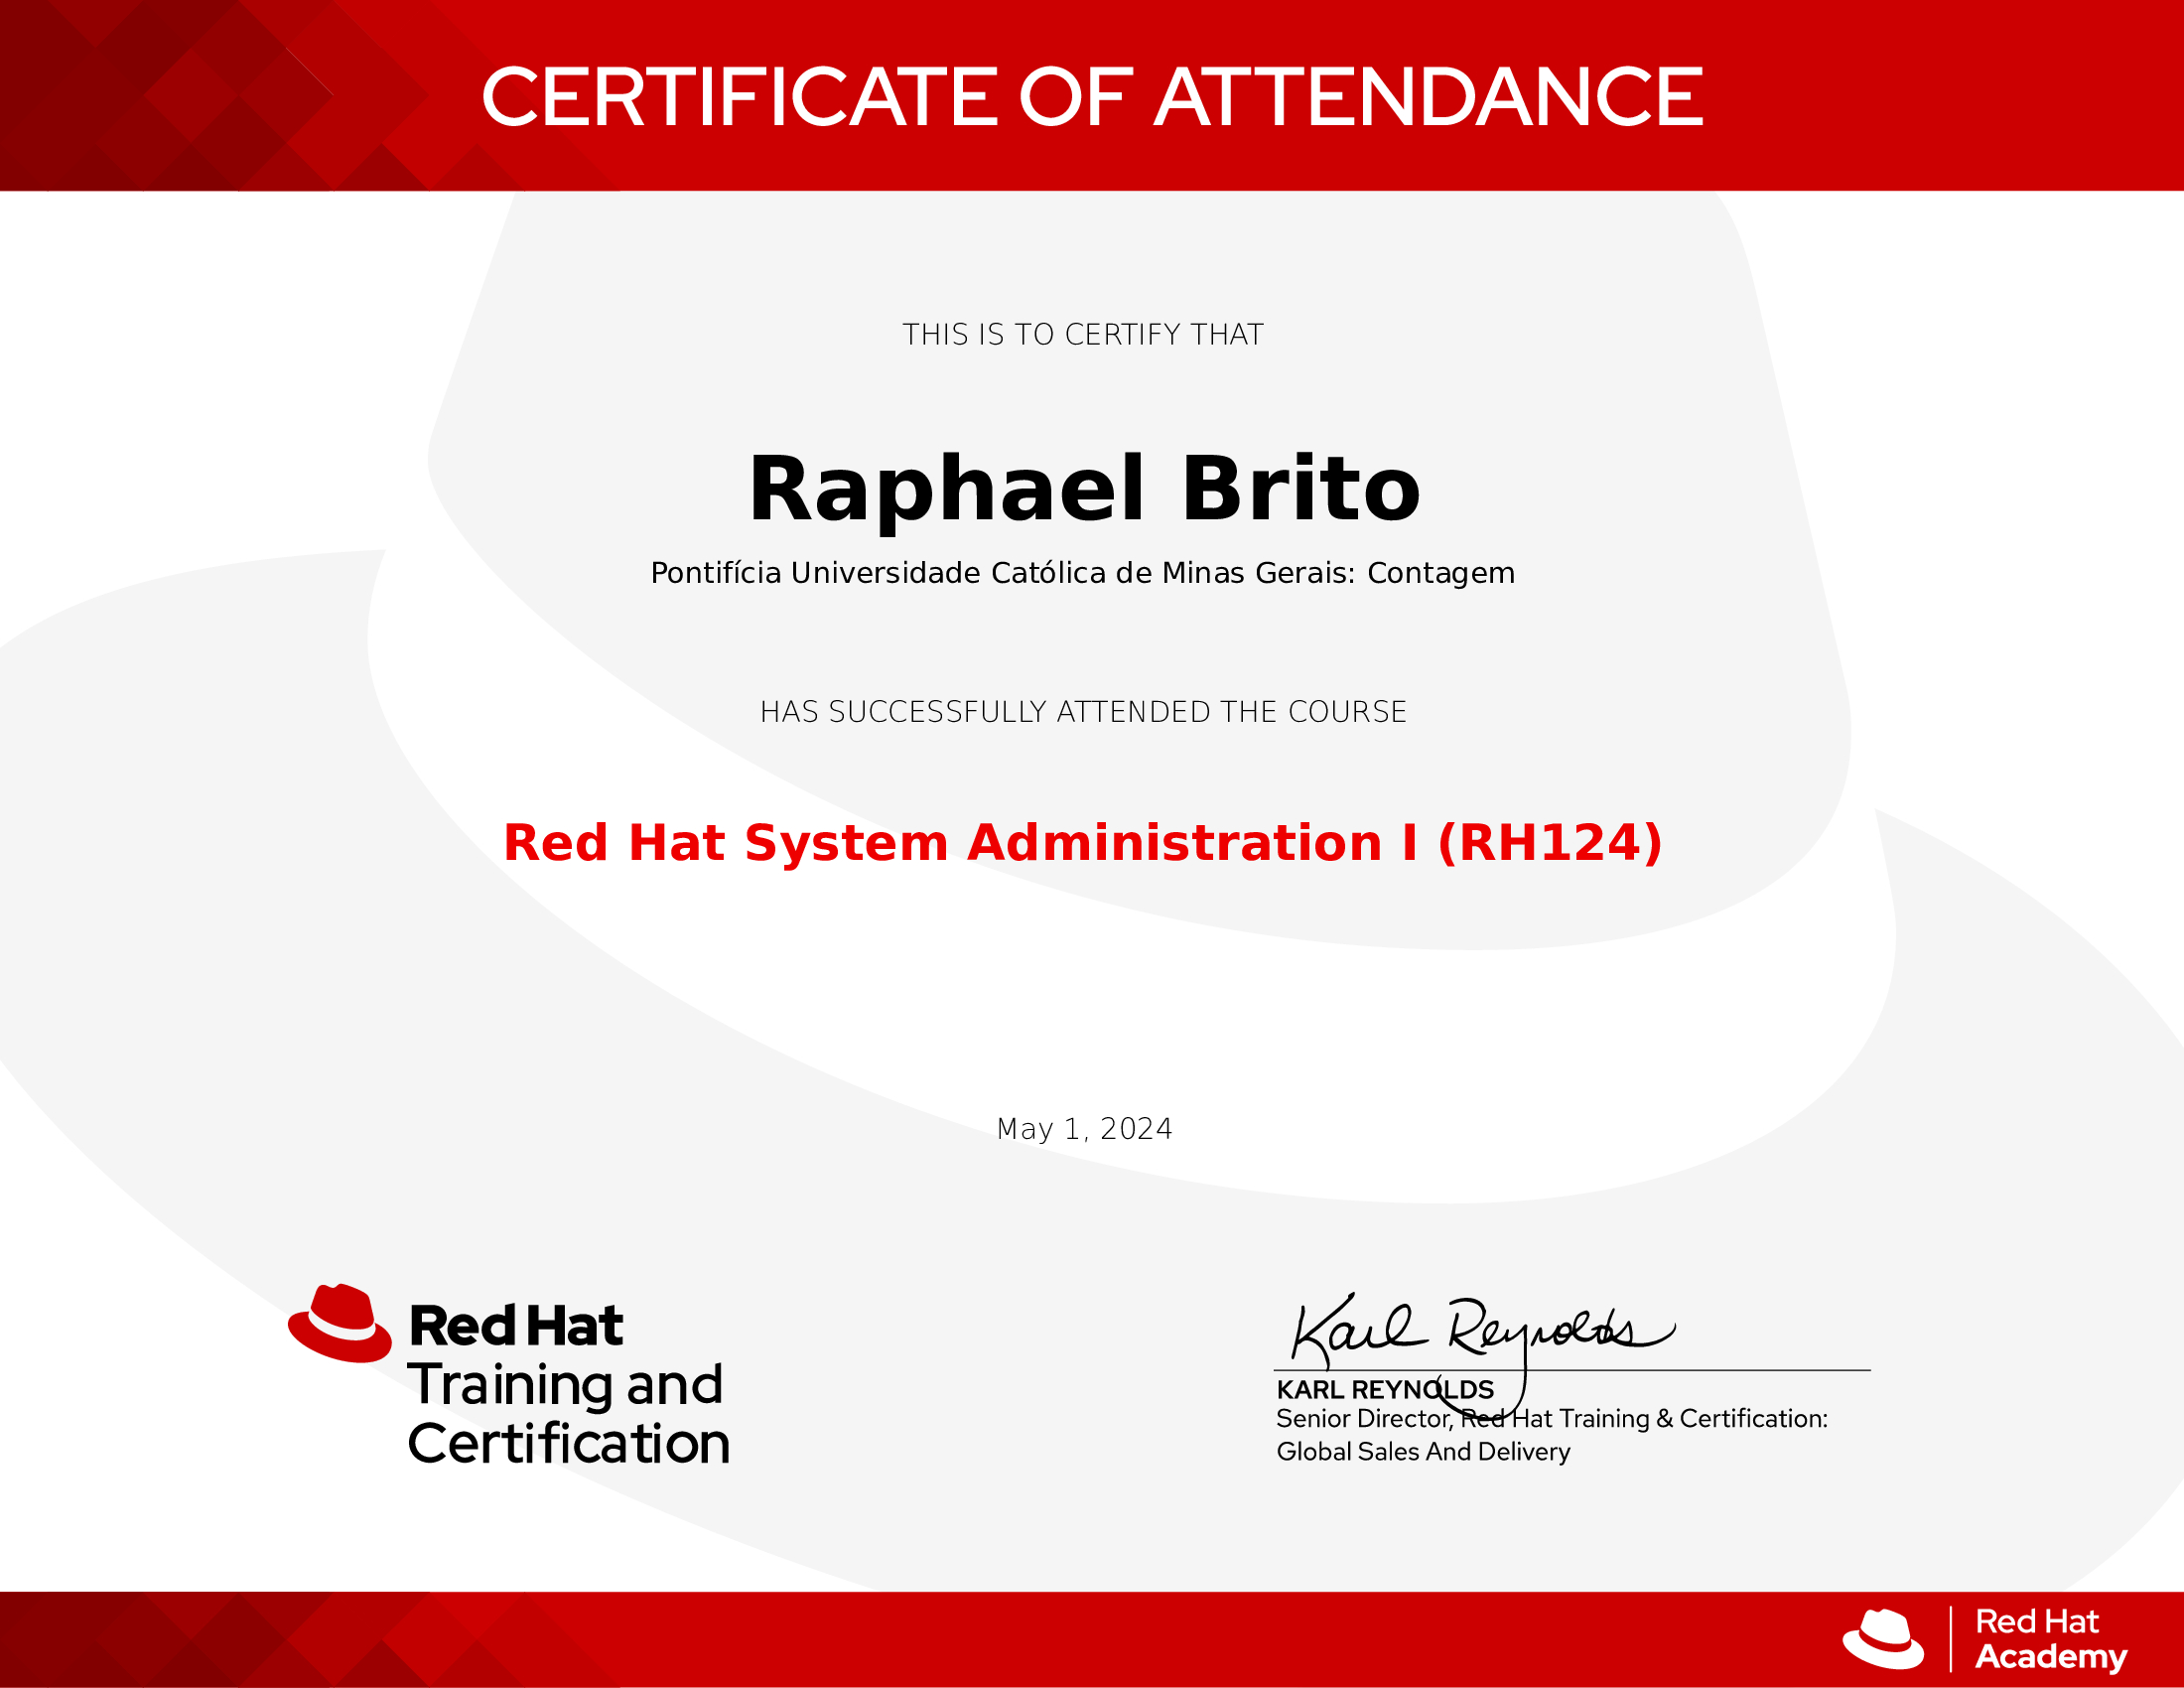 CERTIFICATE OF ATTENDANCE
THIS IS TO CERTIFY THAT
Raphael Brito
Pontifícia Universidade Católica de Minas Gerais: Contagem
HAS SUCCESSFULLY ATTENDED THE COURSE
Red Hat System Administration I (RH124)
May 1, 2024
Red Hat
Training and
Certification
Karl Reynolds
KARL REYNOLDS
Senior Director, Red Hat Training & Certification:
Global Sales And Delivery
Red Hat
Academy